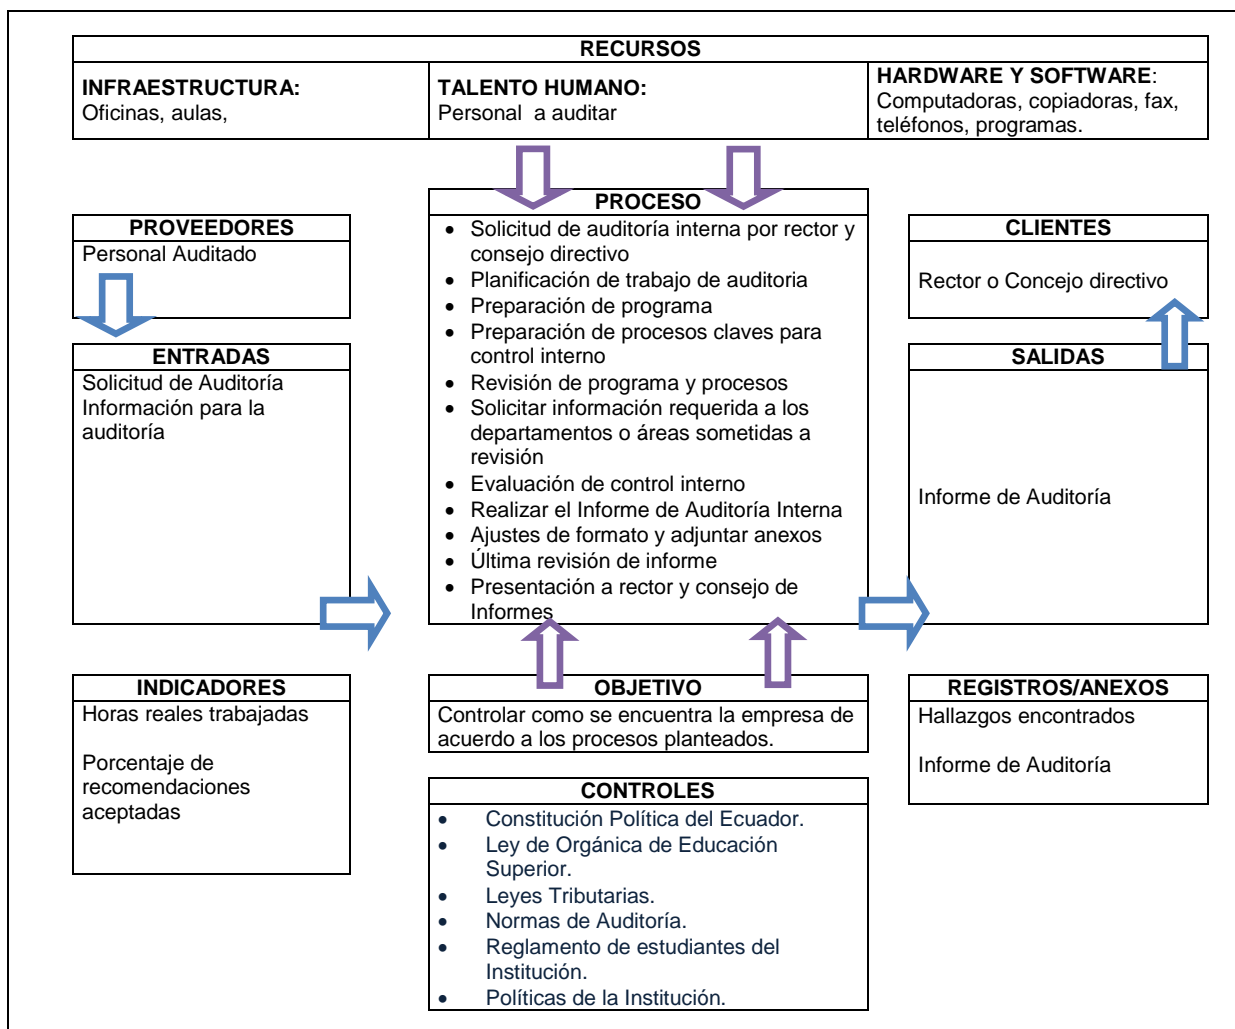 RECURSOS
INFRAESTRUCTURA:
Oficinas, aulas,
TALENTO HUMANO:
Personal  a auditar
HARDWARE Y SOFTWARE:
Computadoras, copiadoras, fax,
teléfonos, programas.
PROVEEDORES
Personal Auditado
ENTRADAS
Solicitud de Auditoría
Información para la
auditoría
PROCESO
• Solicitud de auditoría interna por rector y
consejo directivo
• Planificación de trabajo de auditoria
• Preparación de programa
• Preparación de procesos claves para
control interno
• Revisión de programa y procesos
• Solicitar información requerida a los
departamentos o áreas sometidas a
revisión
• Evaluación de control interno
• Realizar el Informe de Auditoría Interna
• Ajustes de formato y adjuntar anexos
• Última revisión de informe
• Presentación a rector y consejo de
Informes
CLIENTES
Rector o Concejo directivo
SALIDAS
Informe de Auditoría
INDICADORES
Horas reales trabajadas
Porcentaje de
recomendaciones
aceptadas
OBJETIVO
Controlar como se encuentra la empresa de
acuerdo a los procesos planteados.
REGISTROS/ANEXOS
Hallazgos encontrados
Informe de Auditoría
CONTROLES
• Constitución Política del Ecuador.
• Ley de Orgánica de Educación
Superior.
• Leyes Tributarias.
• Normas de Auditoría.
• Reglamento de estudiantes del
Institución.
• Políticas de la Institución.